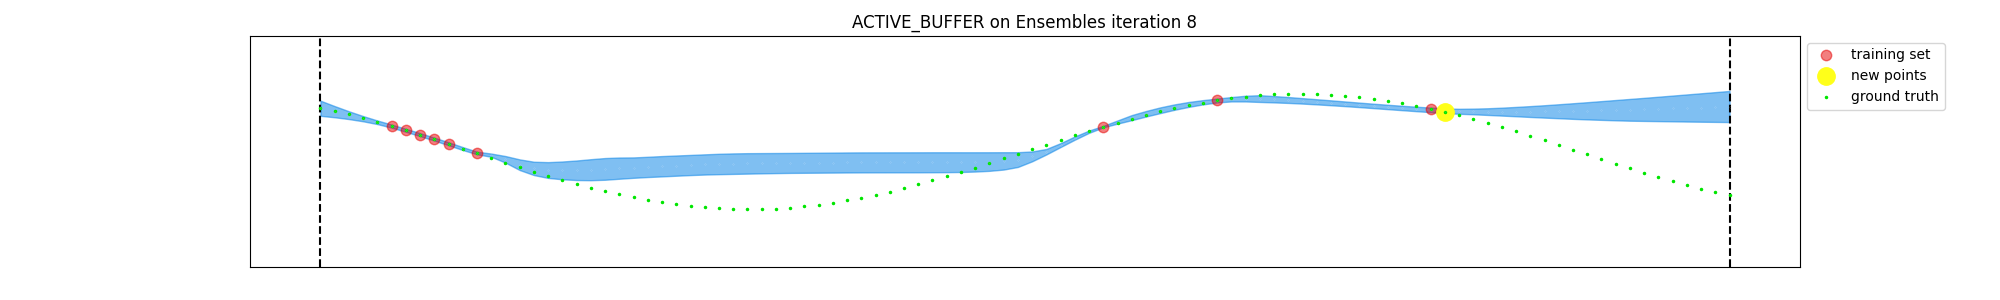 ACTIVE_BUFFER on Ensembles iteration 8
training set
new points
ground truth